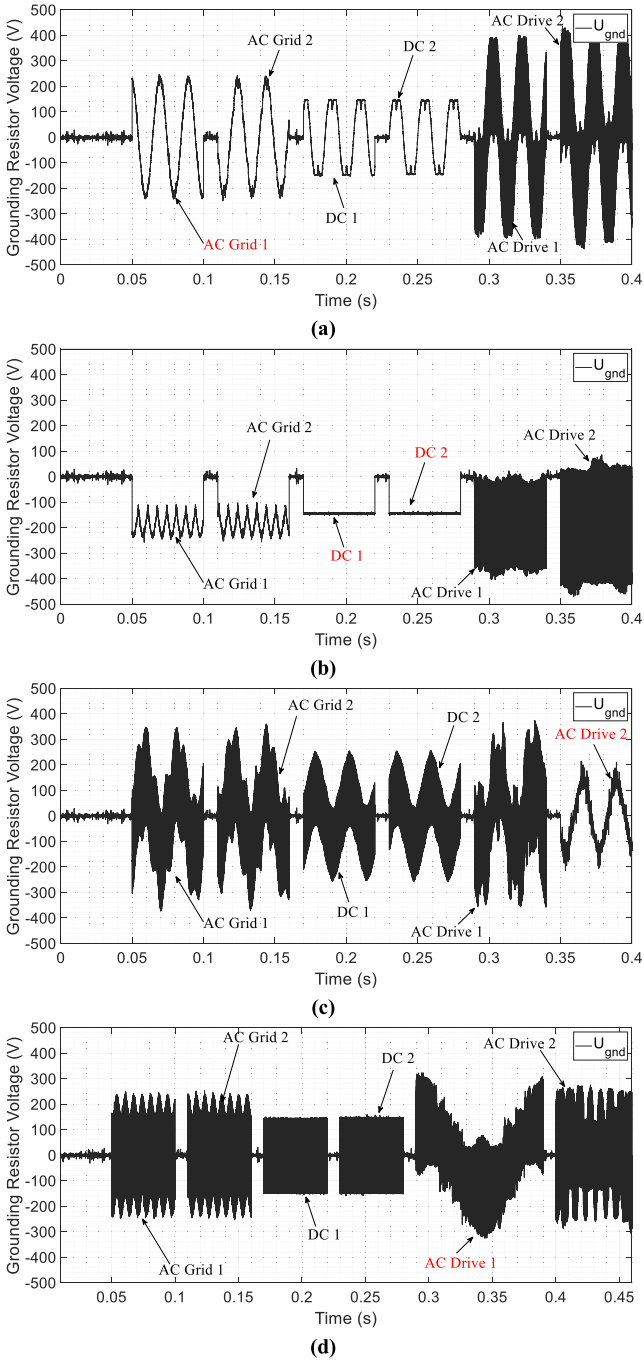 500
400
300
200
100
0
-100
-200
-300
-400
-500
Grounding Resistor Voltage (V)
AC Grid 2
AC Grid 1
DC 2
DC 1
AC Drive 2
AC Drive 1
U_gnd
0 0.05 0.1 0.15 0.2 0.25 0.3 0.35 0.4
Time (s)
(a)
500
400
300
200
100
0
-100
-200
-300
-400
-500
Grounding Resistor Voltage (V)
AC Grid 2
AC Grid 1
DC 2
DC 1
AC Drive 2
AC Drive 1
U_gnd
0 0.05 0.1 0.15 0.2 0.25 0.3 0.35 0.4
Time (s)
(b)
500
400
300
200
100
0
-100
-200
-300
-400
-500
Grounding Resistor Voltage (V)
AC Grid 2
AC Grid 1
DC 2
DC 1
AC Drive 2
AC Drive 1
U_gnd
0 0.05 0.1 0.15 0.2 0.25 0.3 0.35 0.4
Time (s)
(c)
500
400
300
200
100
0
-100
-200
-300
-400
-500
Grounding Resistor Voltage (V)
AC Grid 2
AC Grid 1
DC 2
DC 1
AC Drive 2
AC Drive 1
U_gnd
0.05 0.1 0.15 0.2 0.25 0.3 0.35 0.4 0.45
Time (s)
(d)